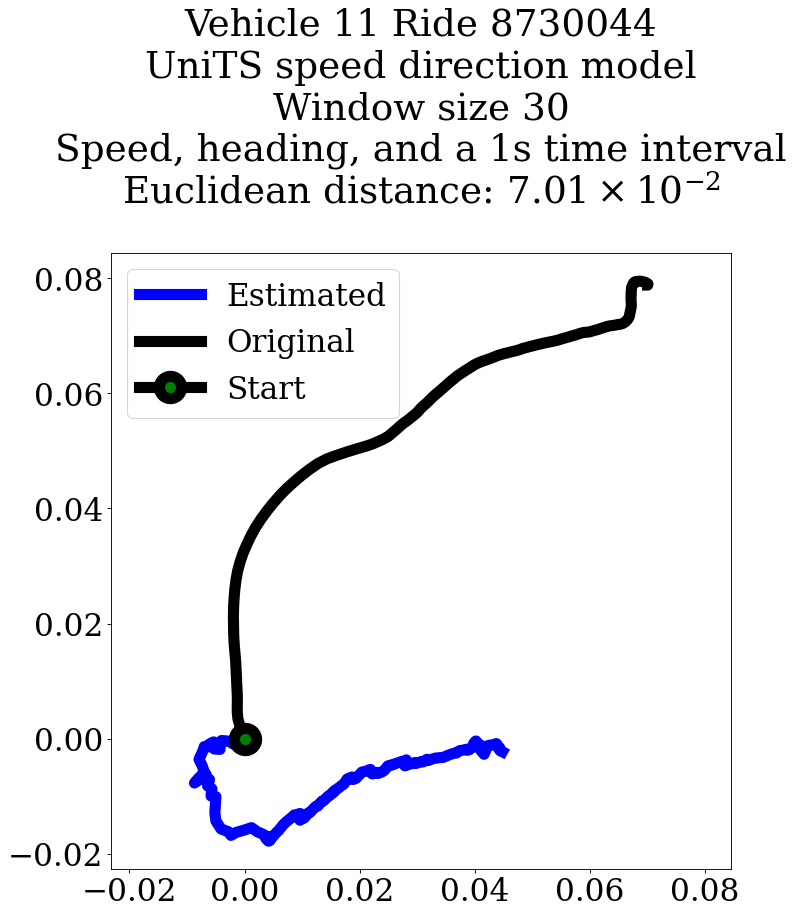 Vehicle 11 Ride 8730044
UniTS speed direction model
Window size 30
Speed, heading, and a 1s time interval
Euclidean distance: 7.01 × 10⁻²
Estimated
Original
Start
0.08
0.06
0.04
0.02
0.00
−0.02
−0.02 0.00 0.02 0.04 0.06 0.08